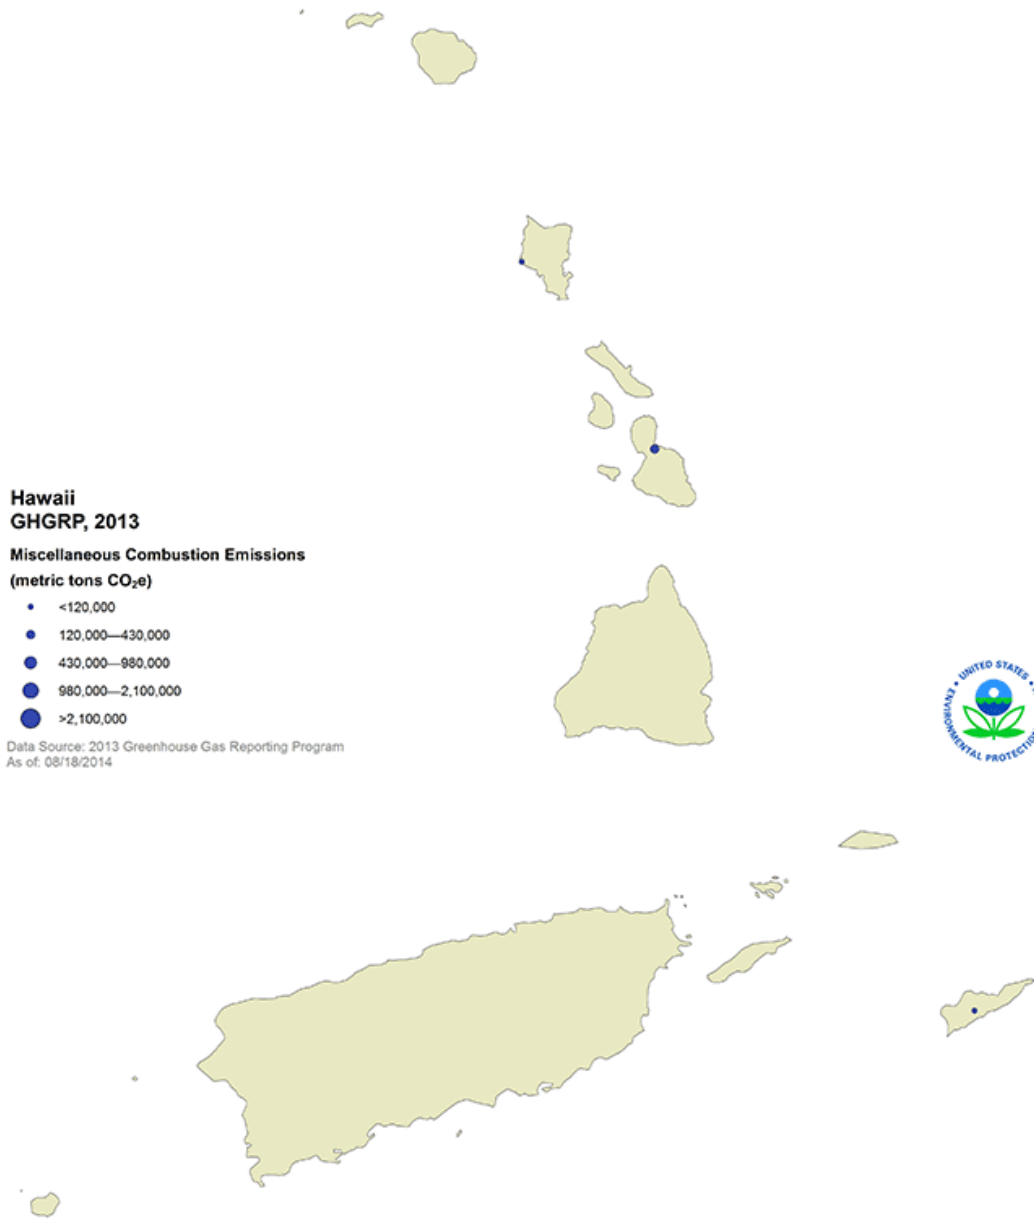 Hawaii
GHGRP, 2013
Miscellaneous Combustion Emissions
(metric tons CO₂e)
<120,000
120,000—430,000
430,000—980,000
980,000—2,100,000
>2,100,000
Data Source: 2013 Greenhouse Gas Reporting Program
As of: 08/18/2014
UNITED STATES
ENVIRONMENTAL PROTECTION